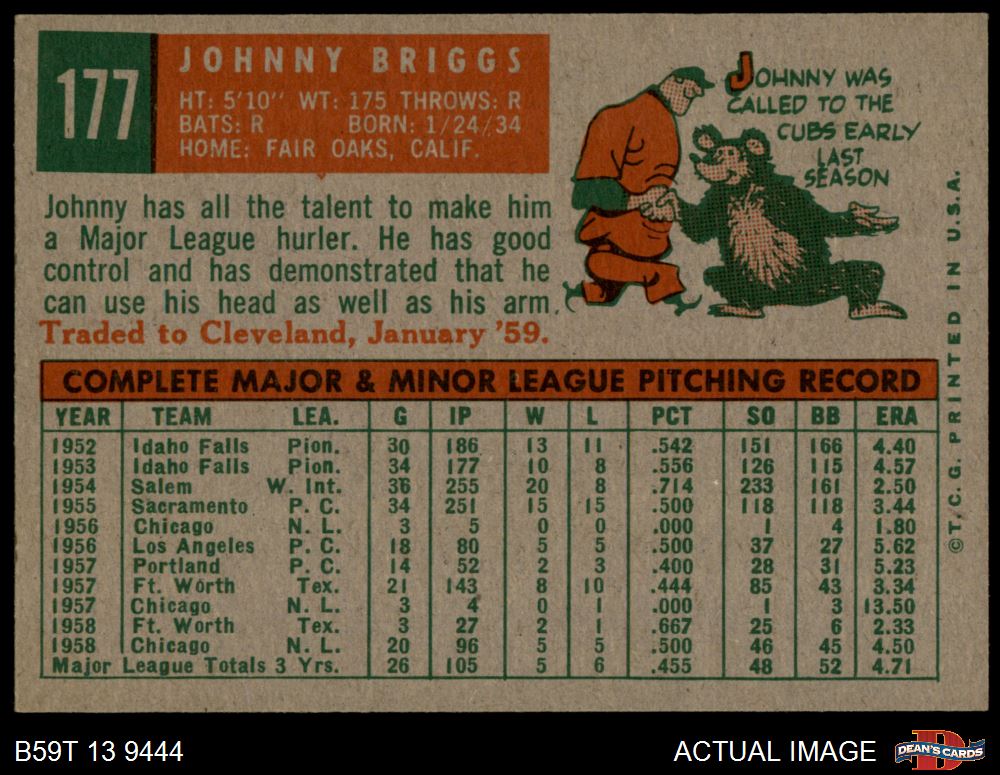 177
JOHNNY BRIGGS
HT: 5'10" WT: 175 THROWS: R
BATS: R BORN: 1/24/34
HOME: FAIR OAKS, CALIF.
JOHNNY WAS
CALLED TO THE
CUBS EARLY
LAST
SEASON
Johnny has all the talent to make him
a Major League hurler. He has good
control and has demonstrated that he
can use his head as well as his arm.
Traded to Cleveland, January '59.
COMPLETE MAJOR & MINOR LEAGUE PITCHING RECORD
YEAR TEAM LEA. G IP W L PCT SO BB ERA
1952 Idaho Falls Pion. 30 186 13 11 .542 151 166 4.40
1953 Idaho Falls Pion. 34 177 10 8 .556 126 115 4.57
1954 Salem W. Int. 36 255 20 8 .714 233 161 2.50
1955 Sacramento P. C. 34 251 15 15 .500 118 118 3.44
1956 Chicago N. L. 3 5 0 0 .000 1 4 1.80
1956 Los Angeles P. C. 18 80 5 5 .500 37 27 5.62
1957 Portland P. C. 14 52 2 3 .400 28 31 5.23
1957 Ft. Worth Tex. 21 143 8 10 .444 85 43 3.34
1957 Chicago N. L. 3 4 0 1 .000 1 3 13.50
1958 Ft. Worth Tex. 3 27 2 1 .667 25 6 2.33
1958 Chicago N. L. 20 96 5 5 .500 46 45 4.50
Major League Totals 3 Yrs. 26 105 5 6 .455 48 52 4.71
©T. C. G. PRINTED IN U.S.A.
B59T 13 9444
ACTUAL IMAGE
DEAN'S CARDS